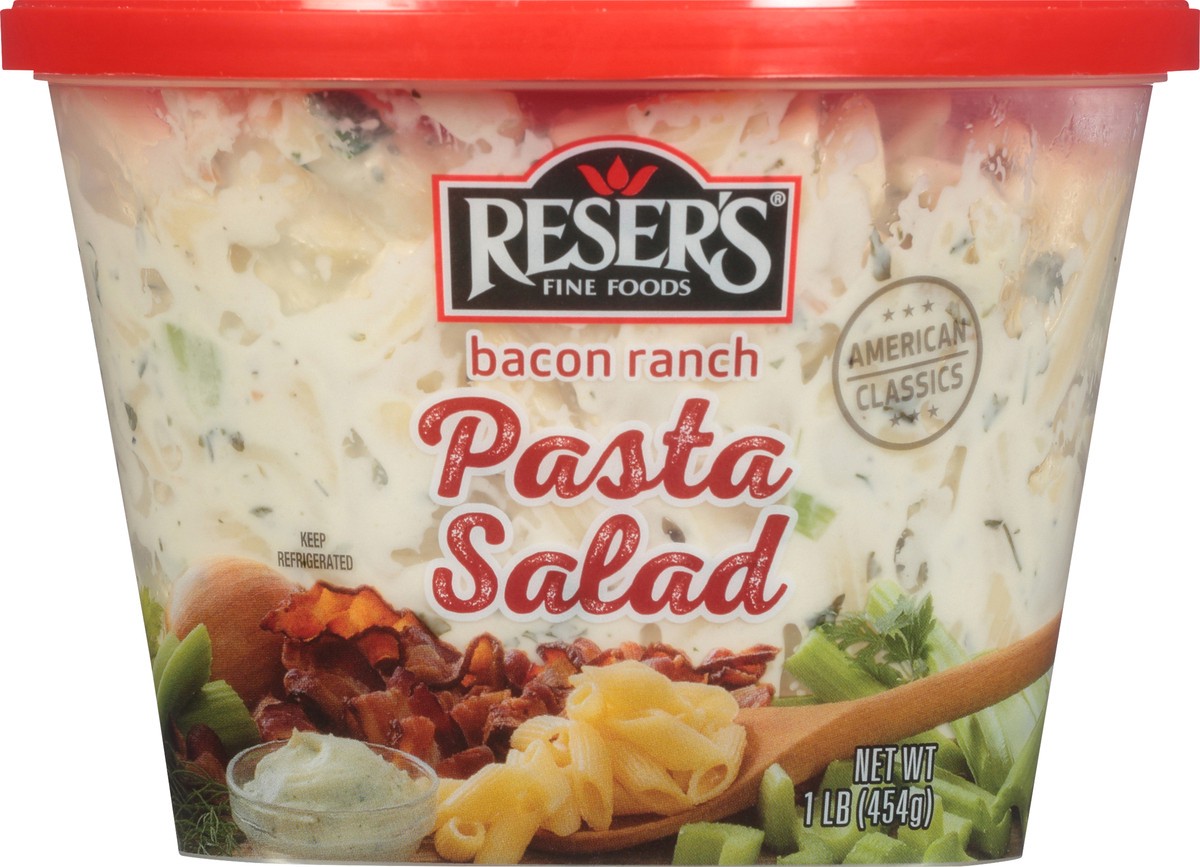 RESER'S®
FINE FOODS
bacon ranch
Pasta
Salad
AMERICAN
CLASSICS
KEEP
REFRIGERATED
NET WT
1 LB (454g)